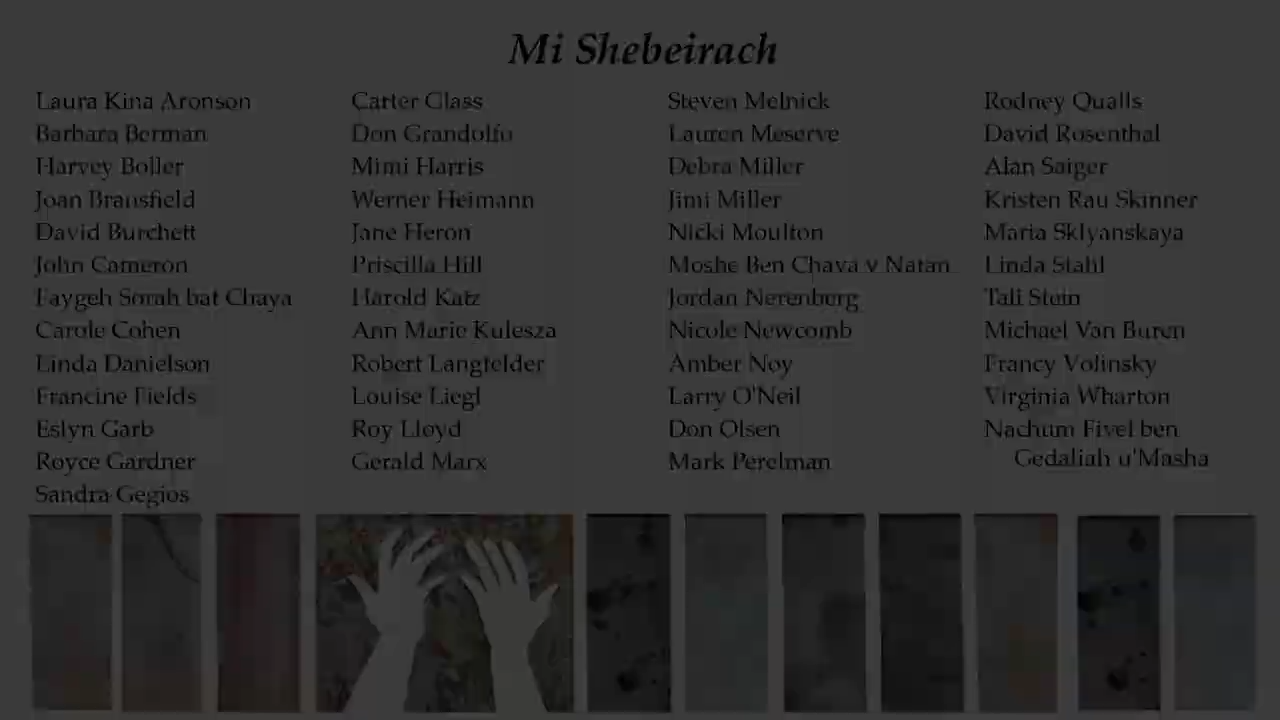 Mi Shebeirach
Laura Kina Aronson
Barbara Berman
Harvey Boller
Joan Bransfield
David Burchett
John Cameron
Faygeh Sorah bat Chaya
Carole Cohen
Linda Danielson
Francine Fields
Eslyn Garb
Royce Gardner
Sandra Gegios
Carter Glass
Don Grandolfo
Mimi Harris
Werner Heimann
Jane Heron
Priscilla Hill
Harold Katz
Ann Marie Kulesza
Robert Langfelder
Louise Liegl
Roy Lloyd
Gerald Marx
Steven Melnick
Lauren Meserve
Debra Miller
Jimi Miller
Nicki Moulton
Moshe Ben Chava v Natan
Jordan Nerenberg
Nicole Newcomb
Amber Noy
Larry O'Neil
Don Olsen
Mark Perelman
Rodney Qualls
David Rosenthal
Alan Saiger
Kristen Rau Skinner
Maria Sklyanskaya
Linda Stahl
Tali Stein
Michael Van Buren
Francy Volinsky
Virginia Wharton
Nachum Fivel ben
Gedaliah u'Masha